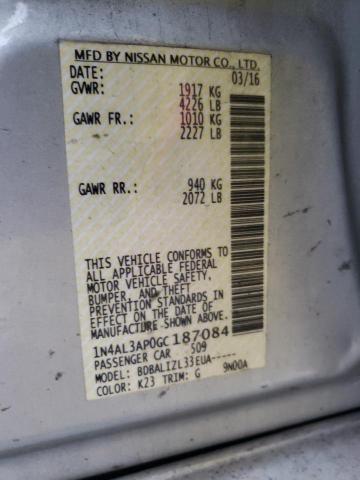 MFD BY NISSAN MOTOR CO., LTD.
DATE: 03/16
GVWR: 1917 KG
4226 LB
GAWR FR: 1010 KG
2227 LB
GAWR RR: 940 KG
2072 LB
THIS VEHICLE CONFORMS TO
ALL APPLICABLE FEDERAL
MOTOR VEHICLE SAFETY,
BUMPER, AND THEFT
PREVENTION STANDARDS IN
EFFECT ON THE DATE OF
MANUFACTURE SHOWN ABOVE.
1N4AL3AP0GC187084
PASSENGER CAR 509
MODEL: BDBALIZL33EUA-----
COLOR: K23 TRIM: G 9N00A